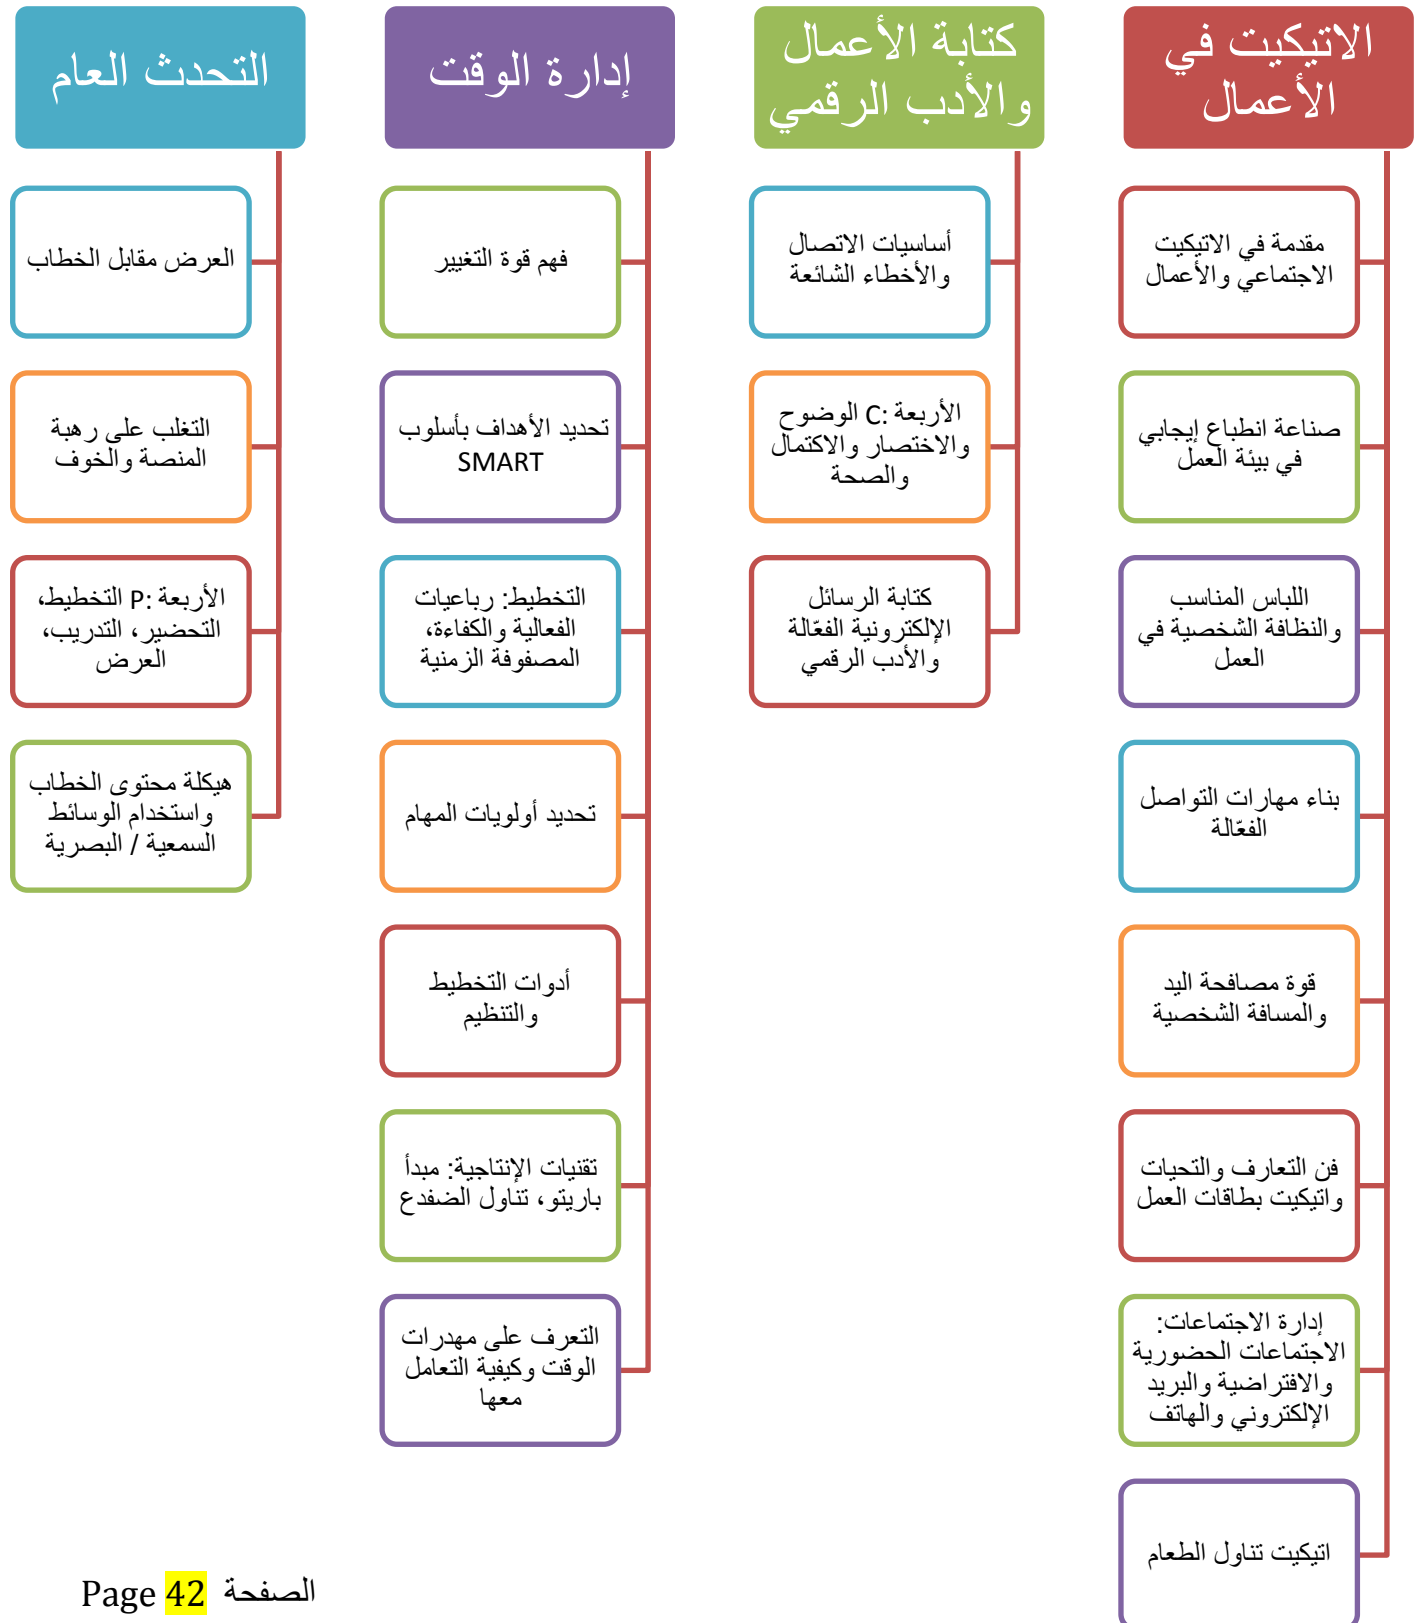 الاتيكيت في
الأعمال
مقدمة في الاتيكيت
الاجتماعي والأعمال
صناعة انطباع إيجابي
في بيئة العمل
اللباس المناسب
والنظافة الشخصية في
العمل
بناء مهارات التواصل
الفعّالة
قوة مصافحة اليد
والمسافة الشخصية
فن التعارف والتحيات
واتيكيت بطاقات العمل
إدارة الاجتماعات:
الاجتماعات الحضورية
والافتراضية والبريد
الإلكتروني والهاتف
اتيكيت تناول الطعام
كتابة الأعمال
والأدب الرقمي
أساسيات الاتصال
والأخطاء الشائعة
الأربعة C: الوضوح
والاختصار والاكتمال
والصحة
كتابة الرسائل
الإلكترونية الفعّالة
والأدب الرقمي
إدارة الوقت
فهم قوة التغيير
تحديد الأهداف بأسلوب
SMART
التخطيط: رباعيات
الفعالية والكفاءة،
المصفوفة الزمنية
تحديد أولويات المهام
أدوات التخطيط
والتنظيم
تقنيات الإنتاجية: مبدأ
باريتو، تناول الضفدع
التعرف على مهدرات
الوقت وكيفية التعامل
معها
التحدث العام
العرض مقابل الخطاب
التغلب على رهبة
المنصة والخوف
الأربعة P: التخطيط،
التحضير، التدريب،
العرض
هيكلة محتوى الخطاب
واستخدام الوسائط
السمعية / البصرية
الصفحة Page 42